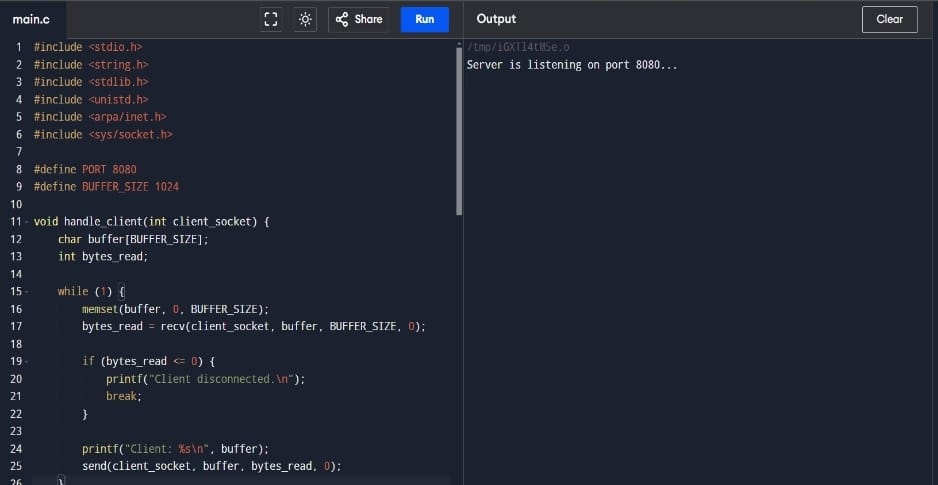 main.c Share Run Output Clear
1 #include <stdio.h> /tmp/iGXTl4tM5e.o
2 #include <string.h> Server is listening on port 8080...
3 #include <stdlib.h>
4 #include <unistd.h>
5 #include <arpa/inet.h>
6 #include <sys/socket.h>
7
8 #define PORT 8080
9 #define BUFFER_SIZE 1024
10
11 void handle_client(int client_socket) {
12     char buffer[BUFFER_SIZE];
13     int bytes_read;
14
15     while (1) {
16         memset(buffer, 0, BUFFER_SIZE);
17         bytes_read = recv(client_socket, buffer, BUFFER_SIZE, 0);
18
19         if (bytes_read <= 0) {
20             printf("Client disconnected.\n");
21             break;
22         }
23
24         printf("Client: %s\n", buffer);
25         send(client_socket, buffer, bytes_read, 0);
26     }